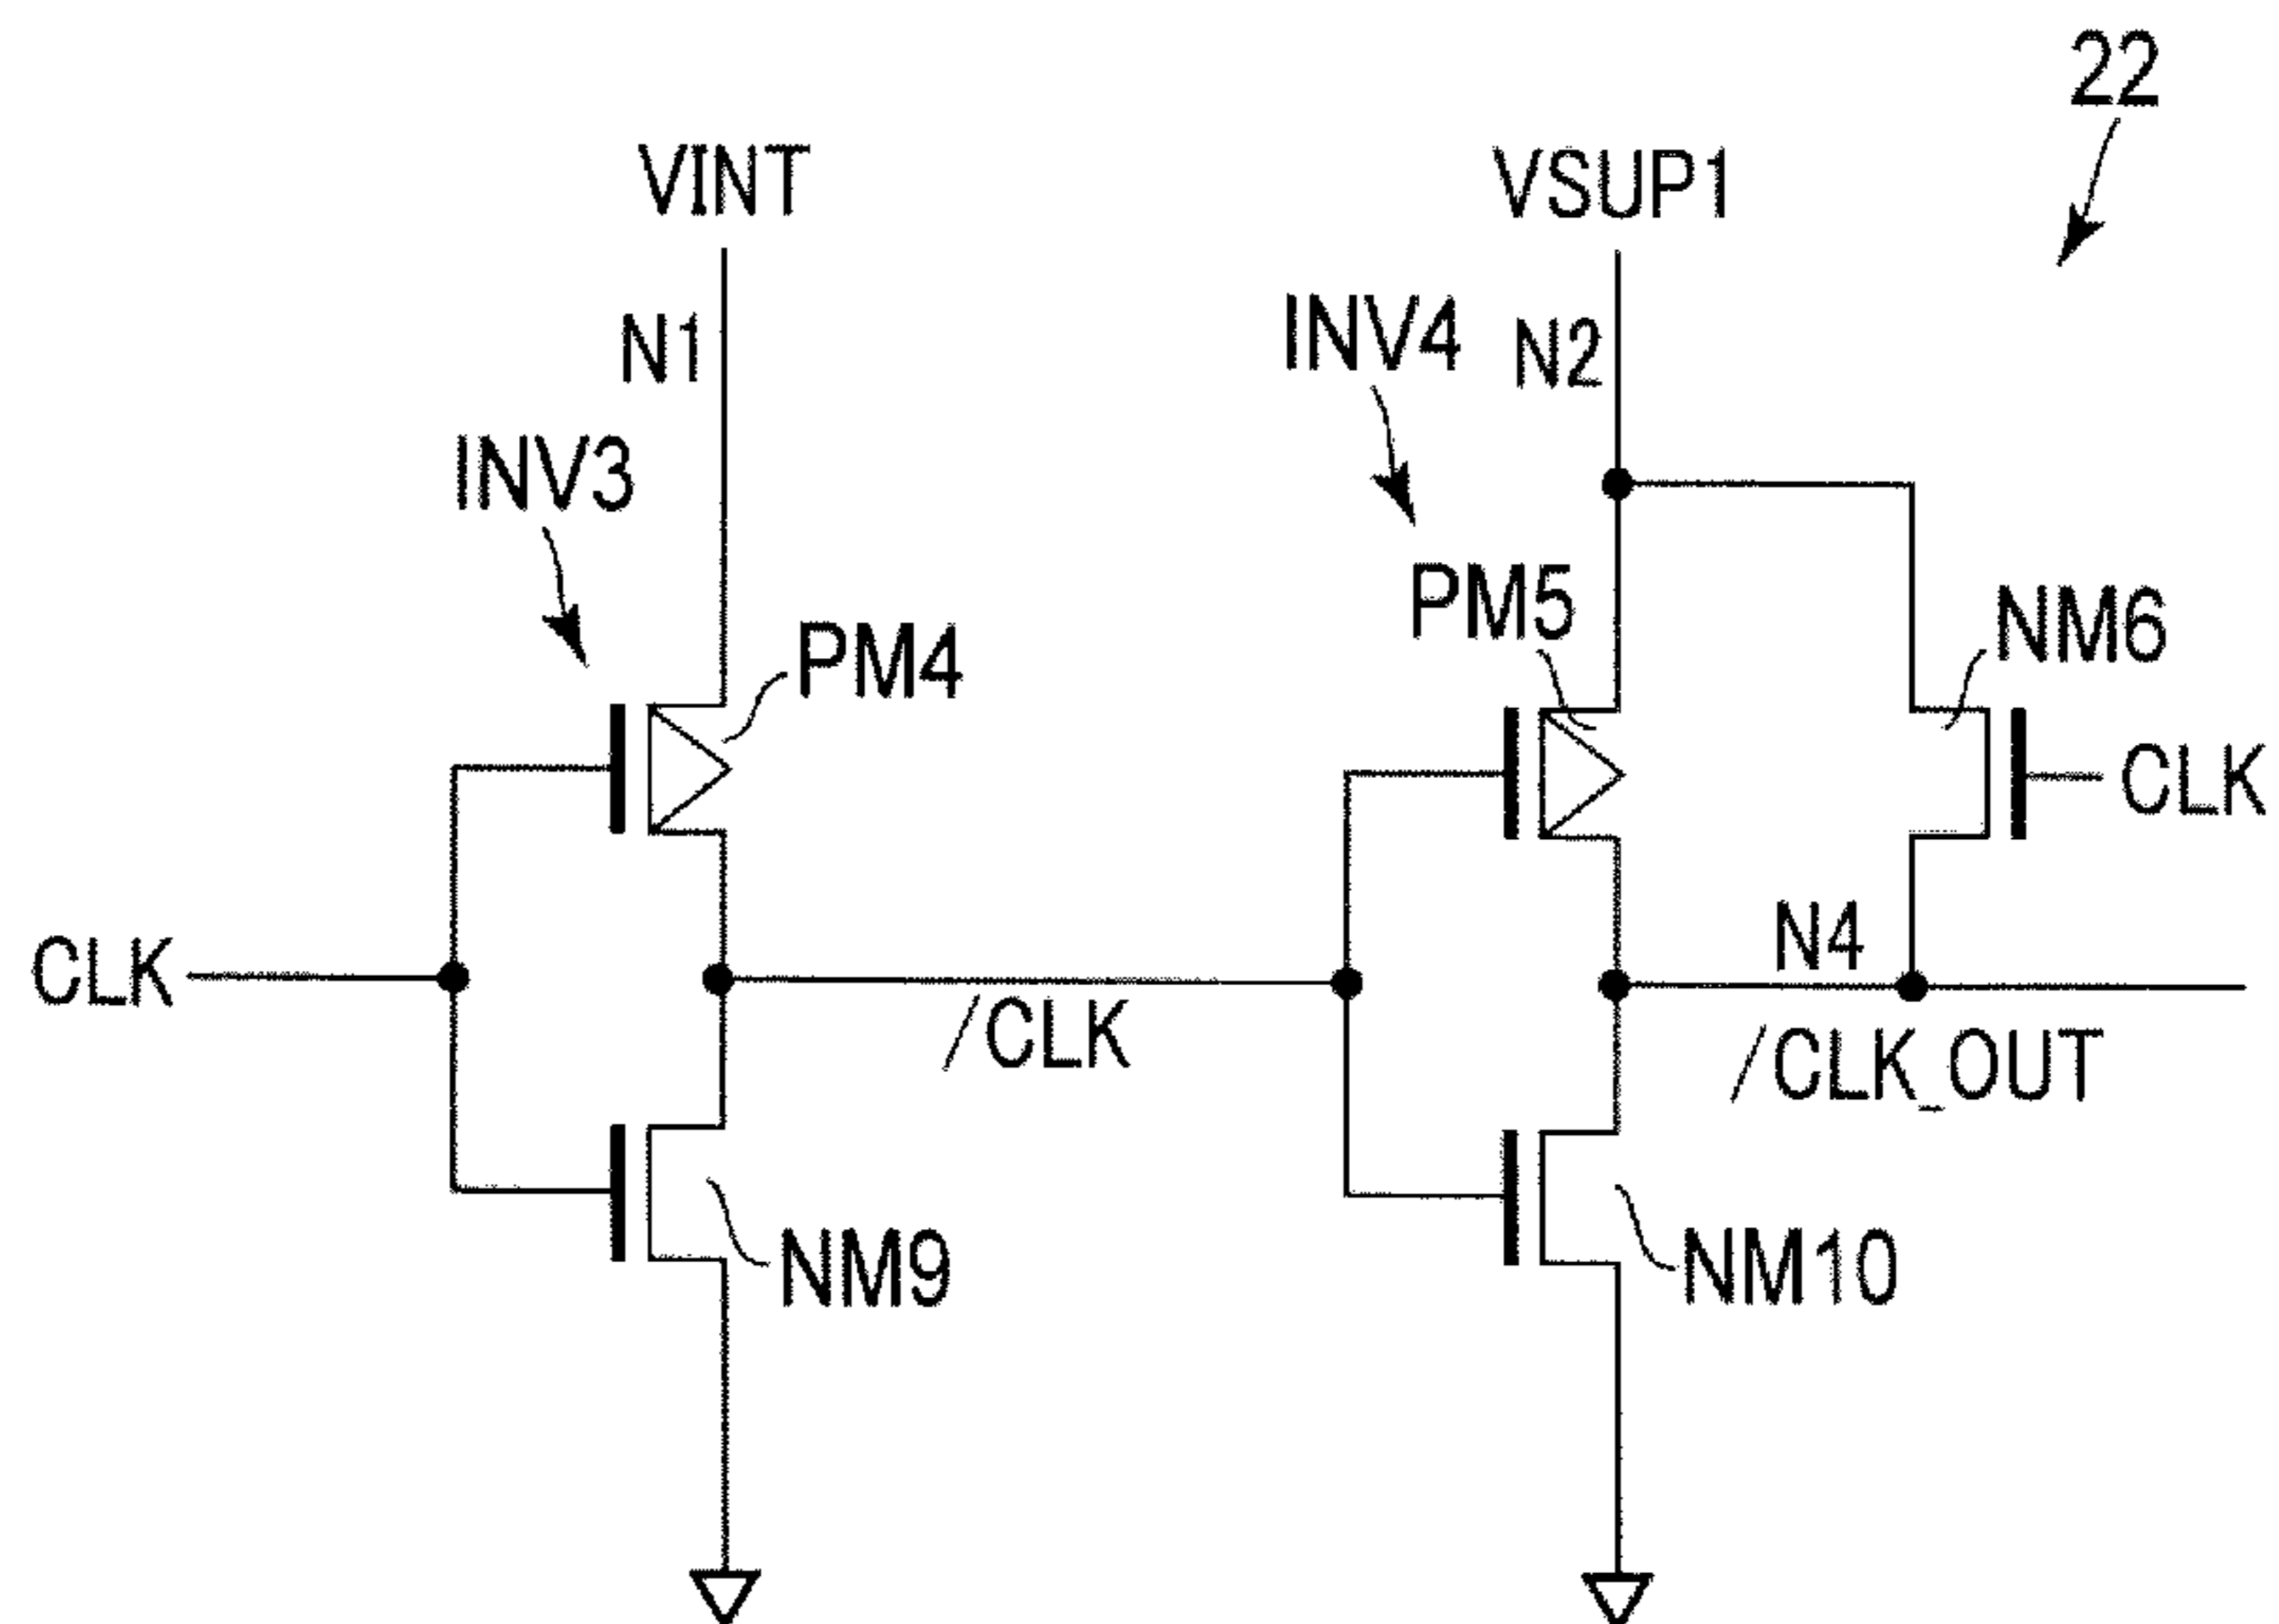 22
VINT
VSUP1
N1
INV4
N2
INV3
PM4
PM5
NM6
CLK
CLK
/CLK
N4
/CLK_OUT
NM9
NM10